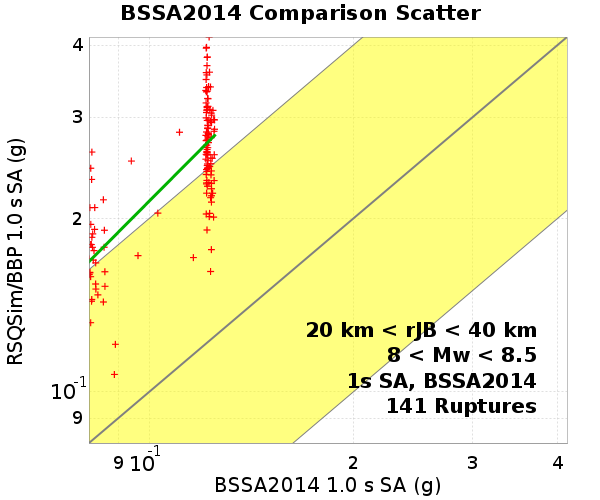 BSSA2014 Comparison Scatter
4
3
2
10⁻¹
9
RSQSim/BBP 1.0 s SA (g)
20 km < rJB < 40 km
8 < Mw < 8.5
1s SA, BSSA2014
141 Ruptures
9 10⁻¹ 2 3 4
BSSA2014 1.0 s SA (g)